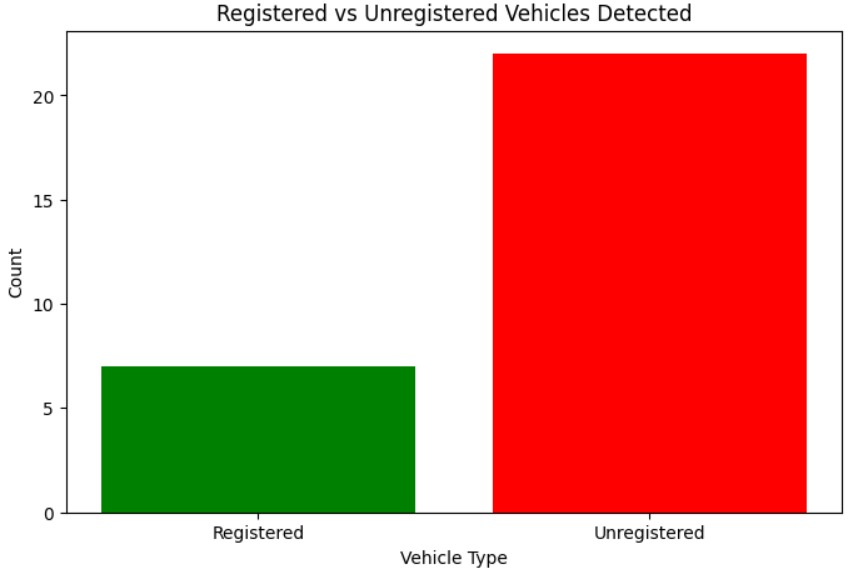 Registered vs Unregistered Vehicles Detected
20
15
10
5
0
Count
Registered Unregistered
Vehicle Type